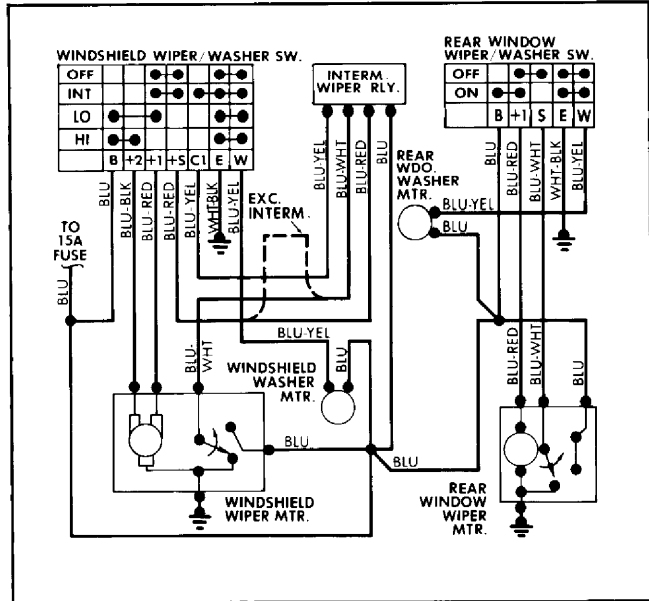 WINDSHIELD WIPER/WASHER SW.
OFF
INT
LO
HI
B +2 +1 +S C1 E W
BLU
BLU-BLK
BLU-RED
BLU-RED
BLU-YEL
WHT-BLK
BLU-YEL
TO
15A
FUSE
BLU
EXC.
INTERM.
INTERM.
WIPER RLY.
BLU-YEL
BLU-WHT
BLU-RED
BLU
REAR WINDOW
WIPER/WASHER SW.
OFF
ON
B +1 S E W
BLU
BLU-RED
BLU-WHT
WHT-BLK
BLU-YEL
REAR
WDO.
WASHER
MTR.
BLU-YEL
BLU
BLU-YEL
BLU-
WHT
BLU
WINDSHIELD
WASHER
MTR.
BLU
BLU
WINDSHIELD
WIPER MTR.
BLU-RED
BLU-WHT
BLU
REAR
WINDOW
WIPER
MTR.